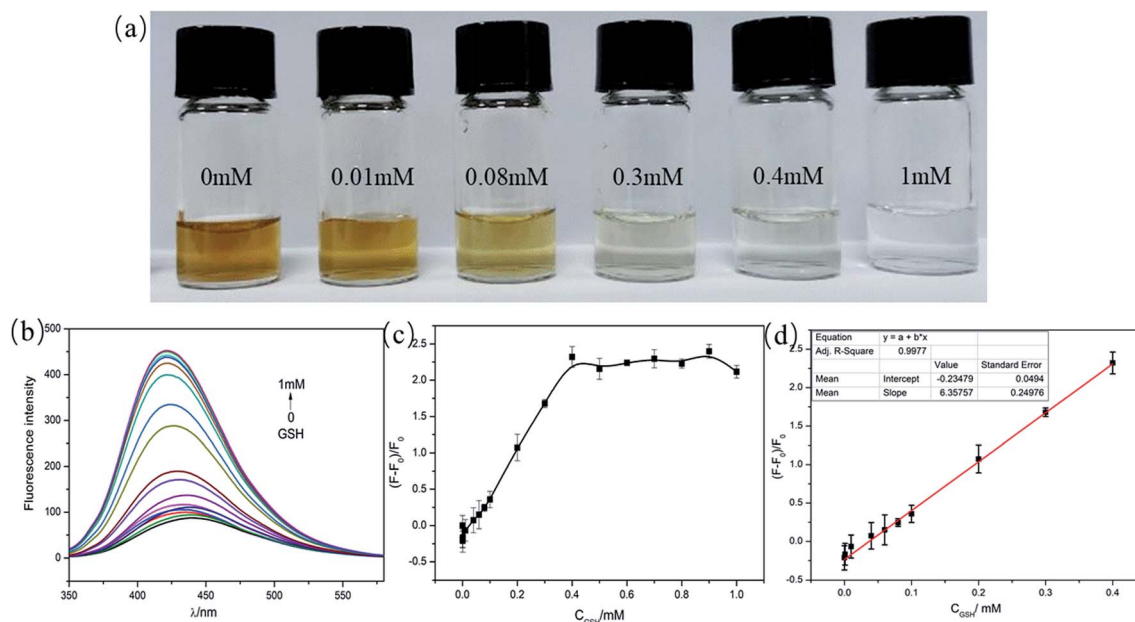 (a)
0mM 0.01mM 0.08mM 0.3mM 0.4mM 1mM
(b)
500
400
300
200
100
0
Fluorescence intensity
1mM
0
GSH
350 400 450 500 550
λ/nm
(c)
2.5
2.0
1.5
1.0
0.5
0.0
-0.5
(F-F0)/F0
0.0 0.2 0.4 0.6 0.8 1.0
CGSH/mM
(d)
Equation y = a + b*x
Adj. R-Square 0.9977
Value Standard Error
Mean Intercept -0.23479 0.0494
Mean Slope 6.35757 0.24976
2.5
2.0
1.5
1.0
0.5
0.0
-0.5
(F-F0)/F0
0.0 0.1 0.2 0.3 0.4
CGSH/ mM